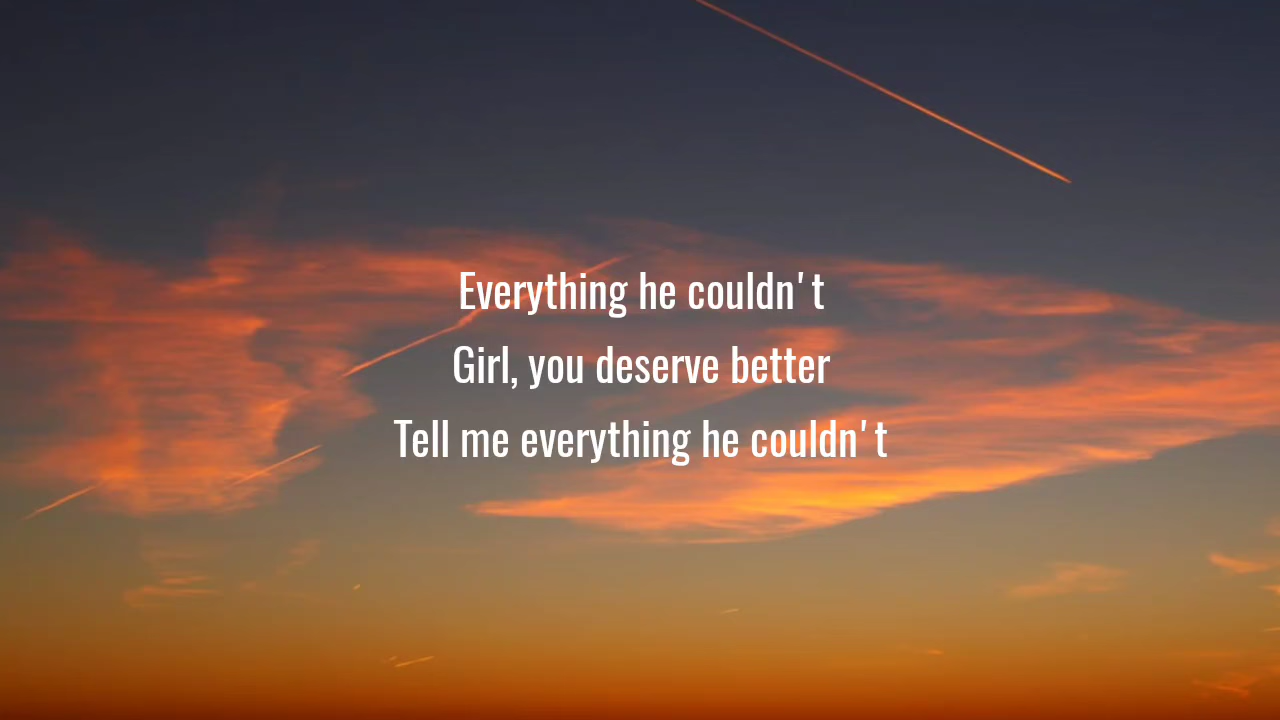 Everything he couldn't
Girl, you deserve better
Tell me everything he couldn't